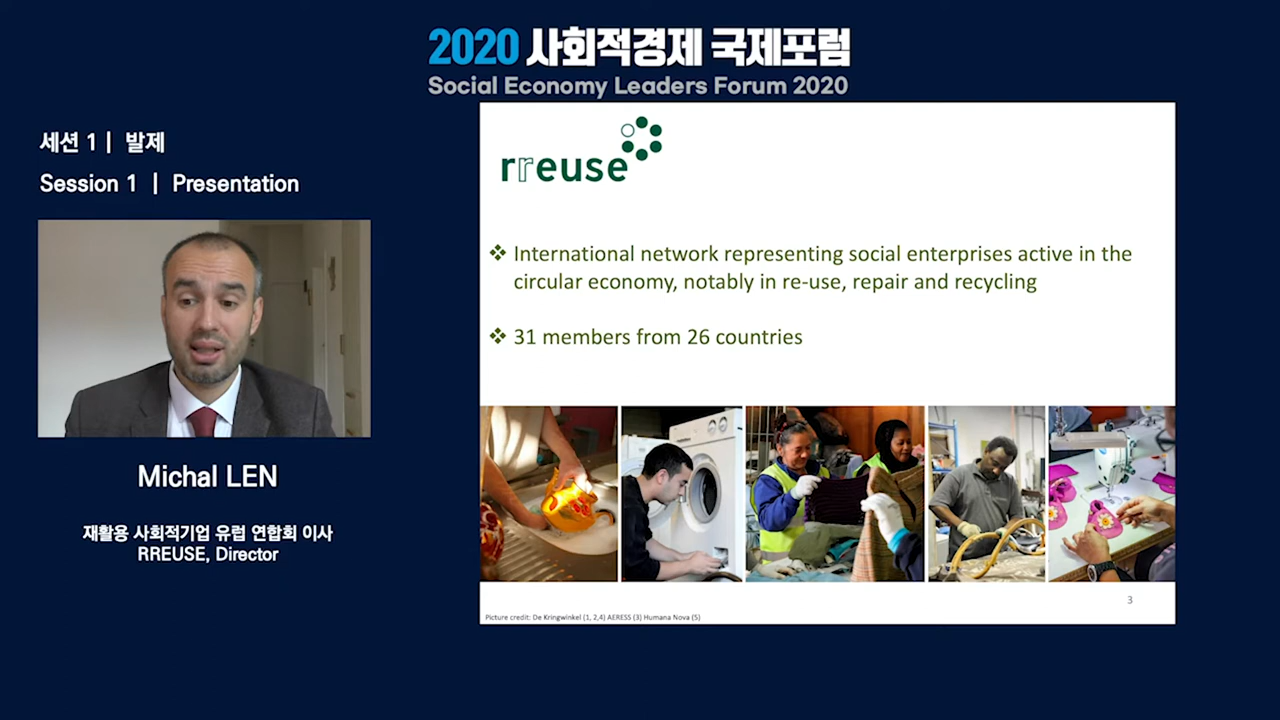 2020 사회적경제 국제포럼
Social Economy Leaders Forum 2020
세션 1 | 발제
Session 1 | Presentation
Michal LEN
재활용 사회적기업 유럽 연합회 이사
RREUSE, Director
rreuse
❖ International network representing social enterprises active in the
circular economy, notably in re-use, repair and recycling
❖ 31 members from 26 countries
3
Picture credit: De Kringwinkel (1, 2,4) AERESS (3) Humana Nova (5)